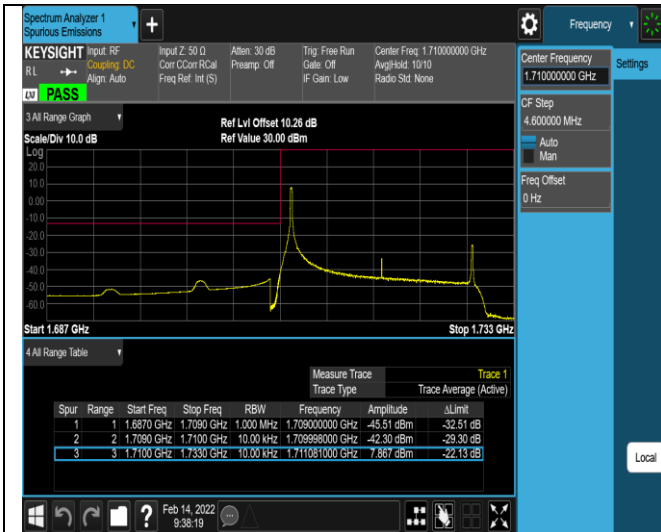 Spectrum Analyzer 1
Spurious Emissions
Frequency
KEYSIGHT Input: RF Input Z: 50 Ω Atten: 30 dB Trig: Free Run Center Freq: 1.710000000 GHz
RL Coupling: DC Corr CCorr RCal Preamp: Off Gate: Off Avg|Hold: 10/10
Align: Auto Freq Ref: Int (S) IF Gain: Low Radio Std: None
LXI PASS
Center Frequency
1.710000000 GHz
Settings
CF Step
4.600000 MHz
Auto
Man
Freq Offset
0 Hz
3 All Range Graph
Ref Lvl Offset 10.26 dB
Scale/Div 10.0 dB Ref Value 30.00 dBm
Log
20.0
10.0
0.00
-10.0
-20.0
-30.0
-40.0
-50.0
-60.0
Start 1.687 GHz Stop 1.733 GHz
4 All Range Table
Measure Trace Trace 1
Trace Type Trace Average (Active)
Spur Range Start Freq Stop Freq RBW Frequency Amplitude ΔLimit
1 1 1.6870 GHz 1.7090 GHz 1.000 MHz 1.709000000 GHz -45.51 dBm -32.51 dB
2 2 1.7090 GHz 1.7100 GHz 10.00 kHz 1.709998000 GHz -42.30 dBm -29.30 dB
3 3 1.7100 GHz 1.7330 GHz 10.00 kHz 1.711081000 GHz 7.867 dBm -22.13 dB
Local
? Feb 14, 2022
9:38:19